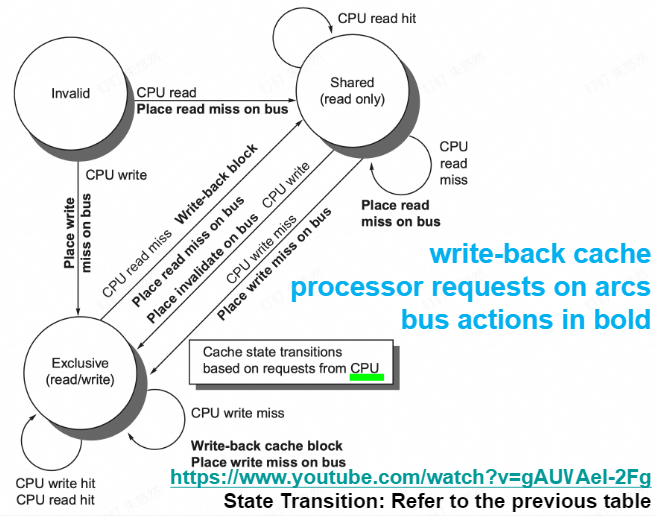 CPU read hit
Invalid
Shared
(read only)
CPU read
Place read miss on bus
CPU write
Place write
miss on bus
CPU
read
miss
Place read
miss on bus
CPU read miss
Write-back block
Place read miss on bus
Place invalidate on bus
CPU write
CPU write miss
Place write miss on bus
write-back cache
processor requests on arcs
bus actions in bold
Exclusive
(read/write)
Cache state transitions
based on requests from CPU
CPU write miss
Write-back cache block
Place write miss on bus
CPU write hit
CPU read hit
https://www.youtube.com/watch?v=gAUVAel-2Fg
State Transition: Refer to the previous table